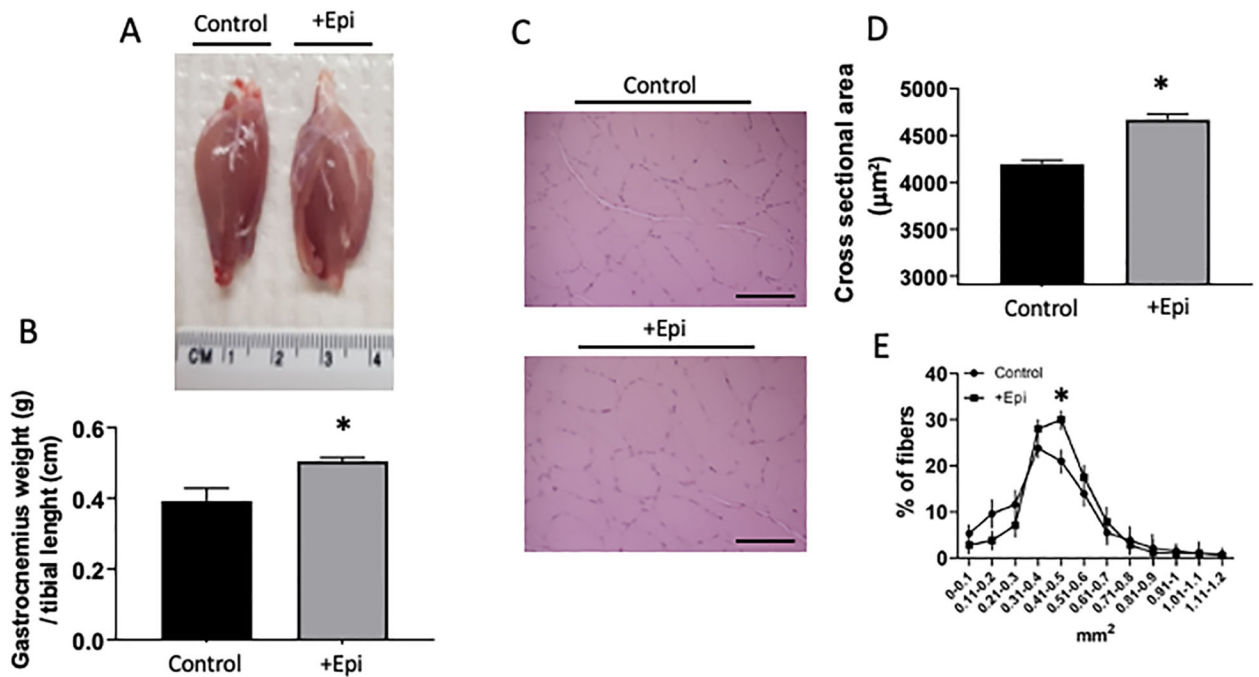 A
Control
+Epi
CM 1 2 3 4
B
Gastrocnemius weight (g)
/ tibial lenght (cm)
0.6
0.4
0.2
0.0
*
Control
+Epi
C
Control
+Epi
D
Cross sectional area
(µm²)
5000
4500
4000
3500
3000
*
Control
+Epi
E
% of fibers
40
30
20
10
0
Control
+Epi
*
0-0.1
0.11-0.2
0.21-0.3
0.31-0.4
0.41-0.5
0.51-0.6
0.61-0.7
0.71-0.8
0.81-0.9
0.91-1
1.01-1.1
1.11-1.2
mm²